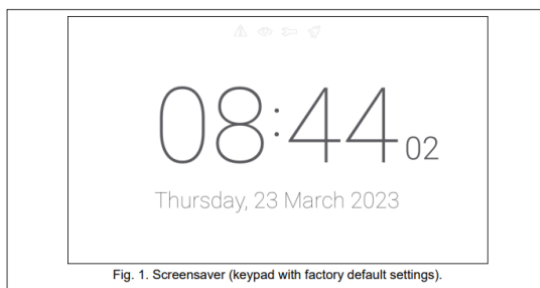 08:44 02
Thursday, 23 March 2023
Fig. 1. Screensaver (keypad with factory default settings).